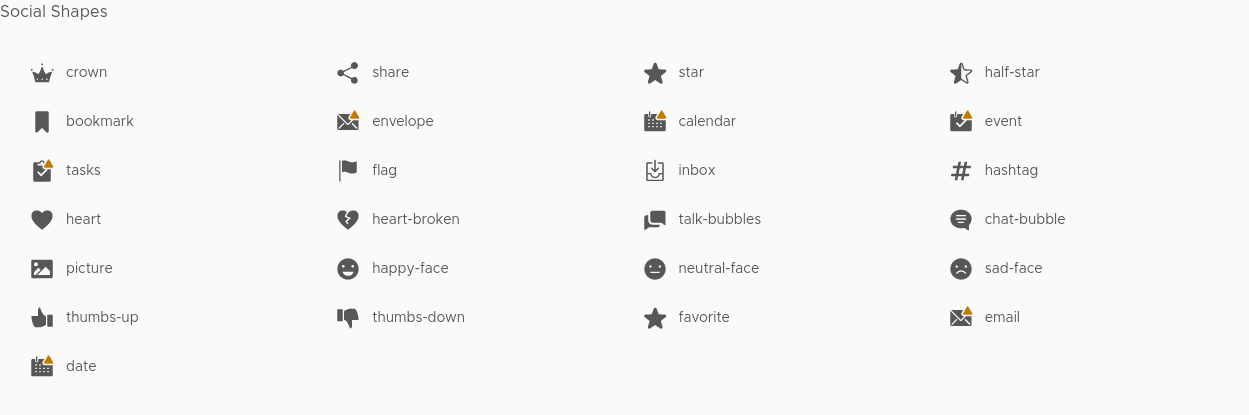 Social Shapes
crown share star half-star
bookmark envelope calendar event
tasks flag inbox hashtag
heart heart-broken talk-bubbles chat-bubble
picture happy-face neutral-face sad-face
thumbs-up thumbs-down favorite email
date